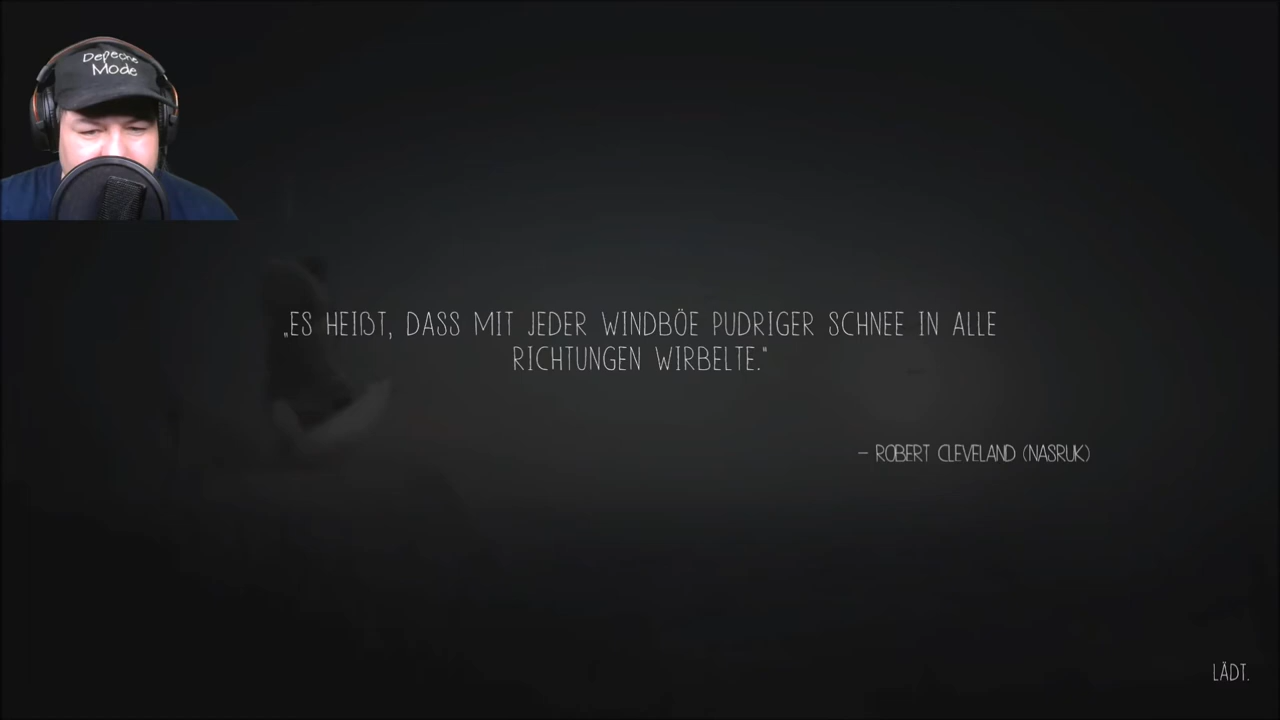 Depeche
Mode
„ES HEIßT, DASS MIT JEDER WINDBÖE PUDRIGER SCHNEE IN ALLE
RICHTUNGEN WIRBELTE."
– ROBERT CLEVELAND (NASRUK)
LÄDT.